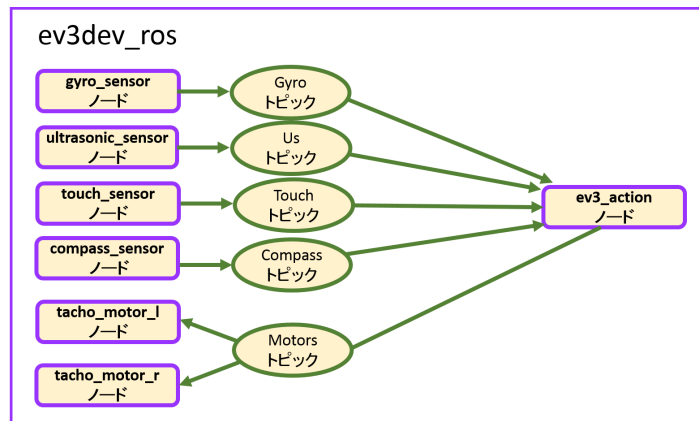 ev3dev_ros
gyro_sensor
ノード
Gyro
トピック
ultrasonic_sensor
ノード
Us
トピック
touch_sensor
ノード
Touch
トピック
ev3_action
ノード
compass_sensor
ノード
Compass
トピック
tacho_motor_l
ノード
Motors
トピック
tacho_motor_r
ノード